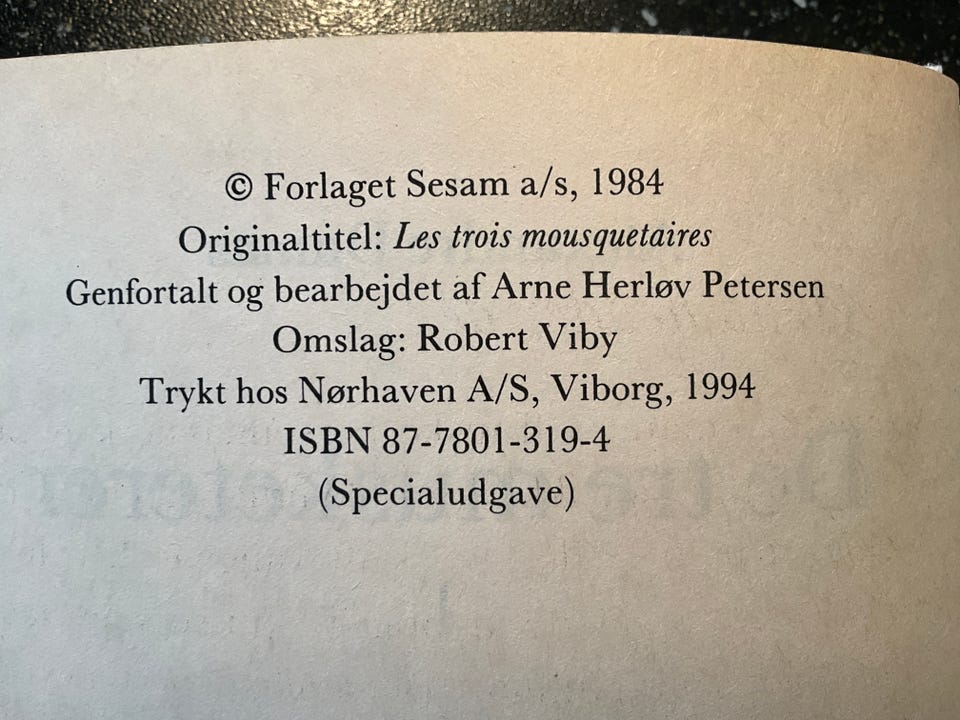 © Forlaget Sesam a/s, 1984
Originaltitel: Les trois mousquetaires
Genfortalt og bearbejdet af Arne Herløv Petersen
Omslag: Robert Viby
Trykt hos Nørhaven A/S, Viborg, 1994
ISBN 87-7801-319-4
(Specialudgave)